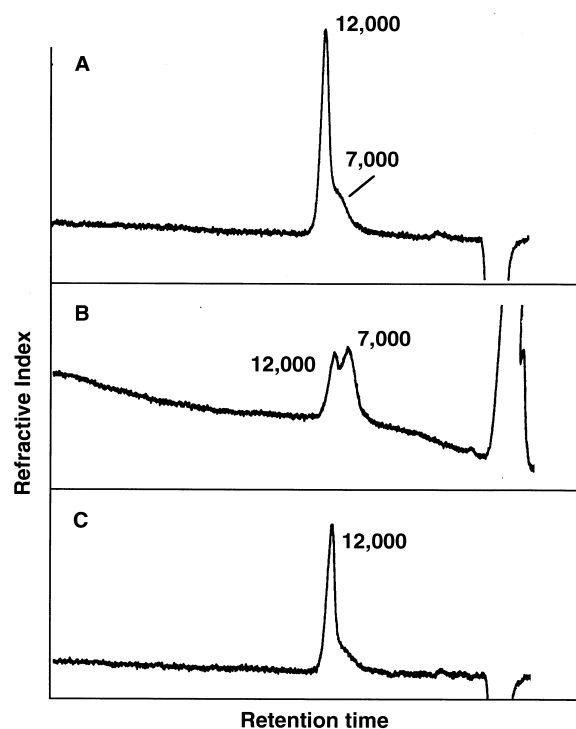 12,000
A
7,000
B
7,000
12,000
C
12,000
Refractive Index
Retention time